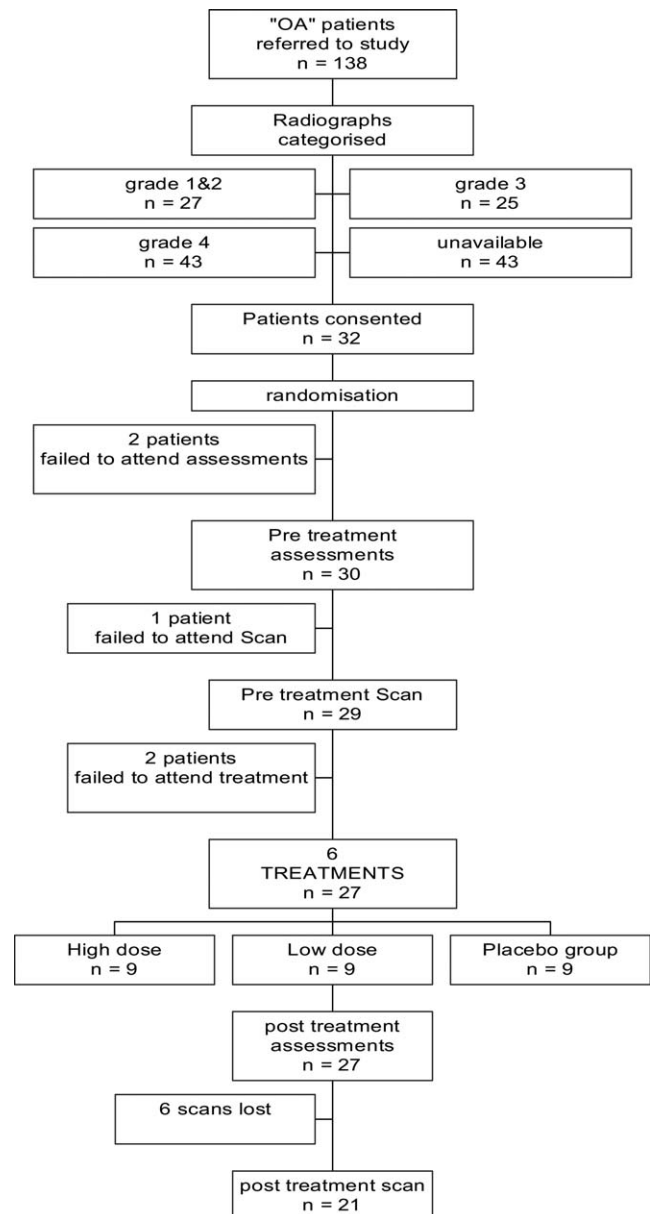 "OA" patients
referred to study
n = 138
Radiographs
categorised
grade 1&2
n = 27
grade 3
n = 25
grade 4
n = 43
unavailable
n = 43
Patients consented
n = 32
randomisation
2 patients
failed to attend assessments
Pre treatment
assessments
n = 30
1 patient
failed to attend Scan
Pre treatment Scan
n = 29
2 patients
failed to attend treatment
6
TREATMENTS
n = 27
High dose
n = 9
Low dose
n = 9
Placebo group
n = 9
post treatment
assessments
n = 27
6 scans lost
post treatment scan
n = 21